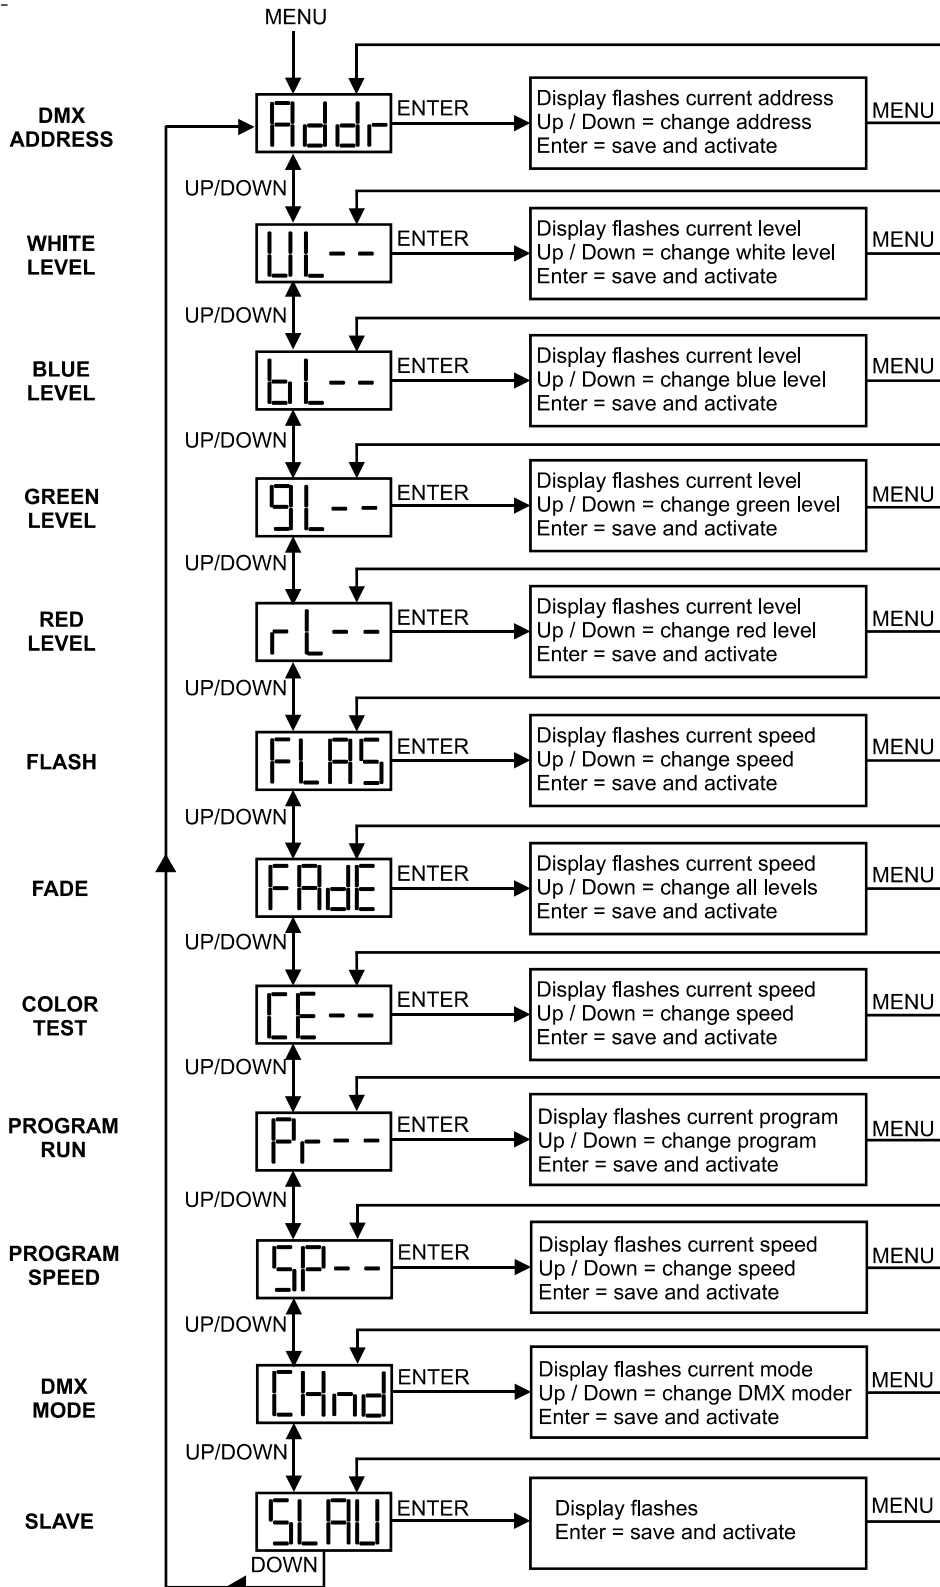 MENU
DMX
ADDRESS
Addr
ENTER
Display flashes current address
Up / Down = change address
Enter = save and activate
MENU
UP/DOWN
WHITE
LEVEL
UL--
ENTER
Display flashes current level
Up / Down = change white level
Enter = save and activate
MENU
UP/DOWN
BLUE
LEVEL
bL--
ENTER
Display flashes current level
Up / Down = change blue level
Enter = save and activate
MENU
UP/DOWN
GREEN
LEVEL
gL--
ENTER
Display flashes current level
Up / Down = change green level
Enter = save and activate
MENU
UP/DOWN
RED
LEVEL
rL--
ENTER
Display flashes current level
Up / Down = change red level
Enter = save and activate
MENU
UP/DOWN
FLASH
FLAS
ENTER
Display flashes current speed
Up / Down = change speed
Enter = save and activate
MENU
UP/DOWN
FADE
FAdE
ENTER
Display flashes current speed
Up / Down = change all levels
Enter = save and activate
MENU
UP/DOWN
COLOR
TEST
CE--
ENTER
Display flashes current speed
Up / Down = change speed
Enter = save and activate
MENU
UP/DOWN
PROGRAM
RUN
Pr--
ENTER
Display flashes current program
Up / Down = change program
Enter = save and activate
MENU
UP/DOWN
PROGRAM
SPEED
SP--
ENTER
Display flashes current speed
Up / Down = change speed
Enter = save and activate
MENU
UP/DOWN
DMX
MODE
CHnd
ENTER
Display flashes current mode
Up / Down = change DMX moder
Enter = save and activate
MENU
UP/DOWN
SLAVE
SLAU
ENTER
Display flashes
Enter = save and activate
MENU
DOWN